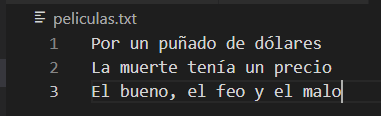 peliculas.txt
1 Por un puñado de dólares
2 La muerte tenía un precio
3 El bueno, el feo y el malo